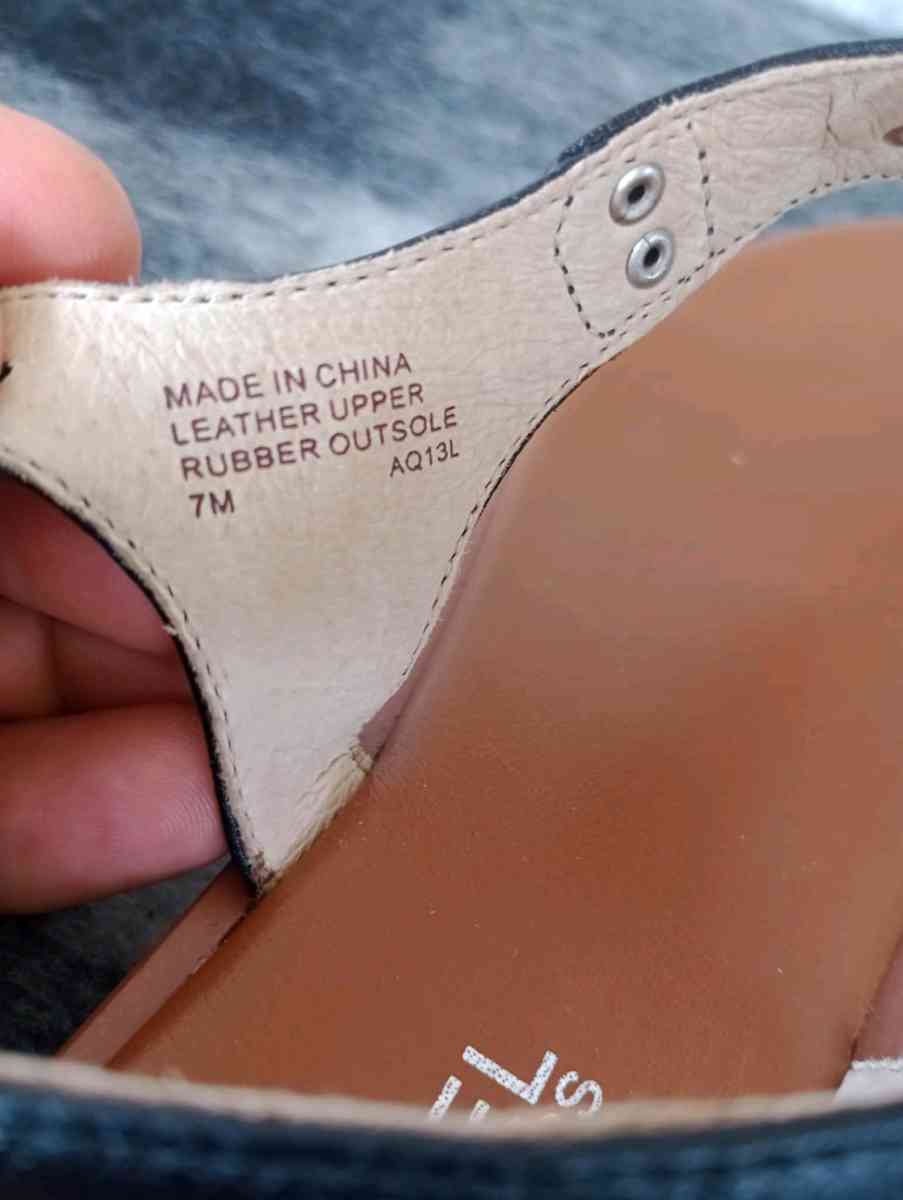 MADE IN CHINA
LEATHER UPPER
RUBBER OUTSOLE
AQ13L
7M